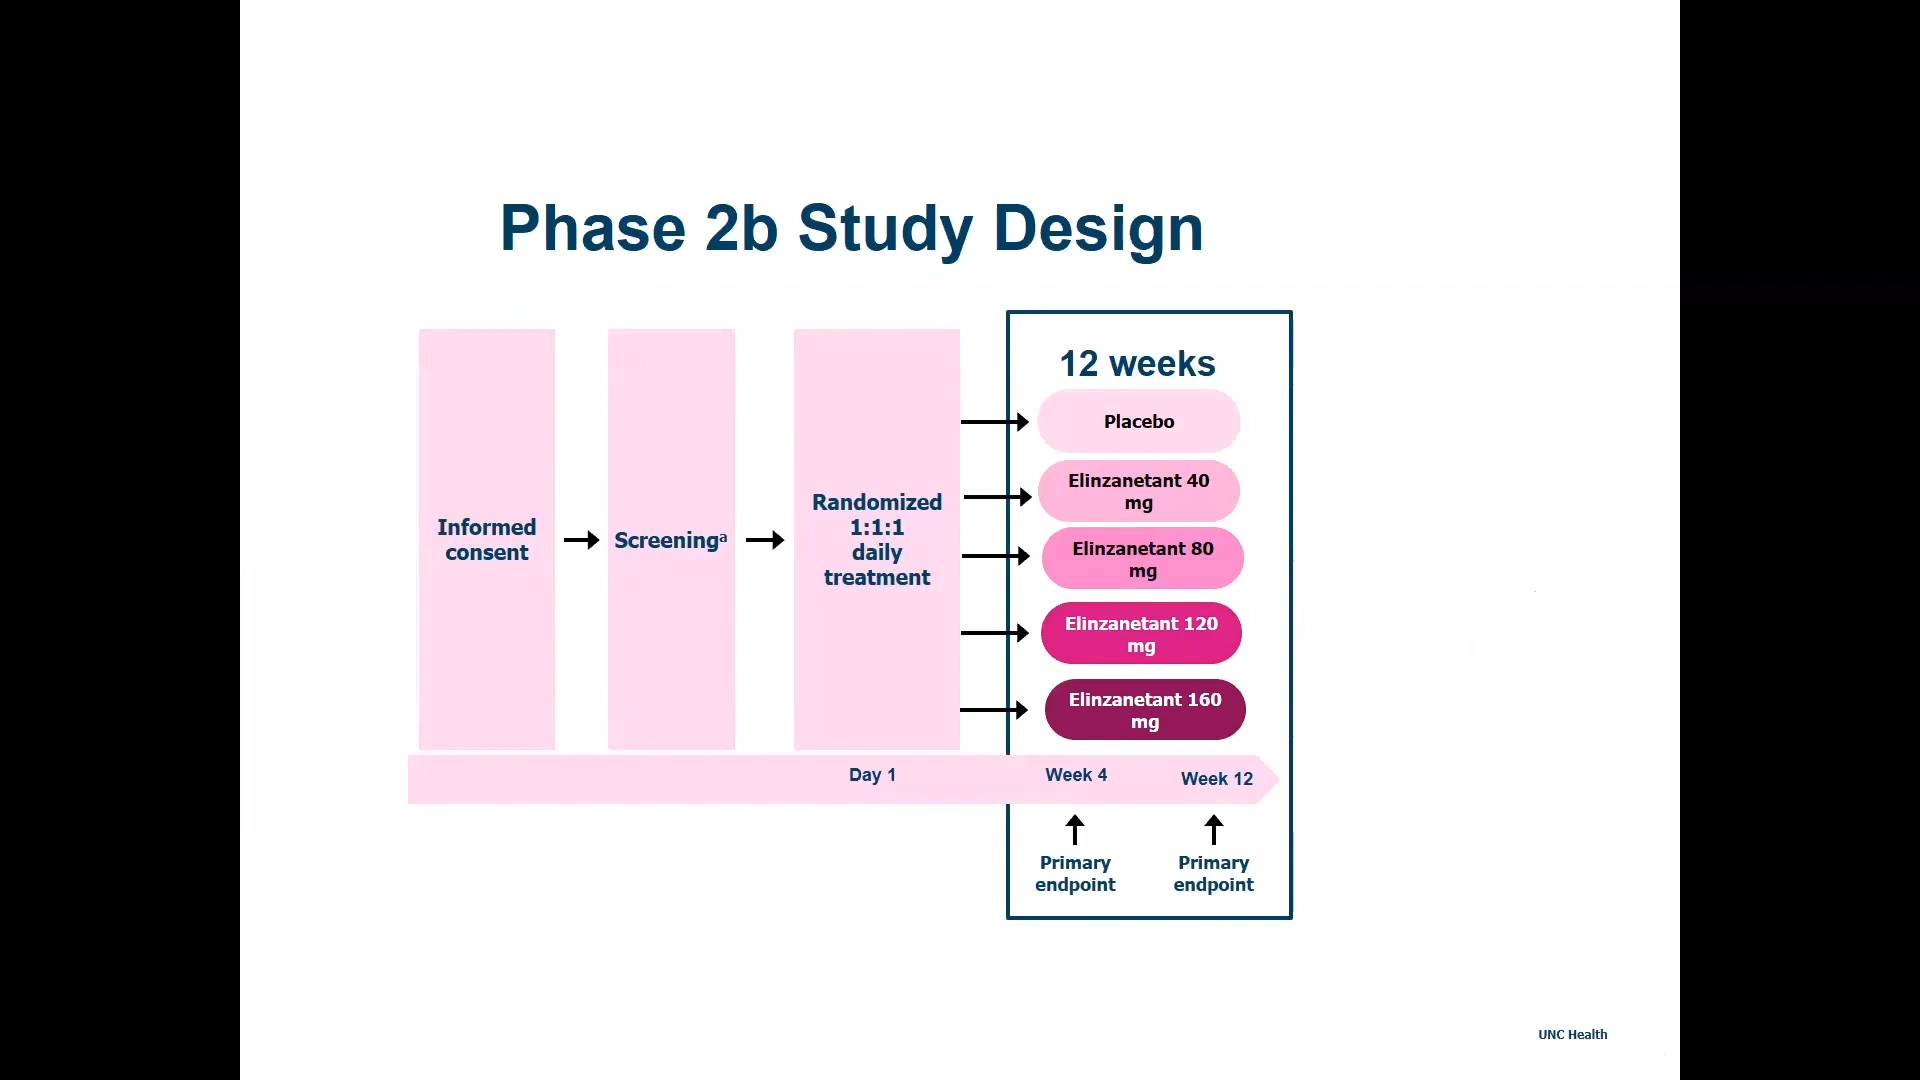 Phase 2b Study Design
Informed
consent
Screeningᵃ
Randomized
1:1:1
daily
treatment
12 weeks
Placebo
Elinzanetant 40
mg
Elinzanetant 80
mg
Elinzanetant 120
mg
Elinzanetant 160
mg
Day 1
Week 4
Week 12
Primary
endpoint
Primary
endpoint
UNC Health